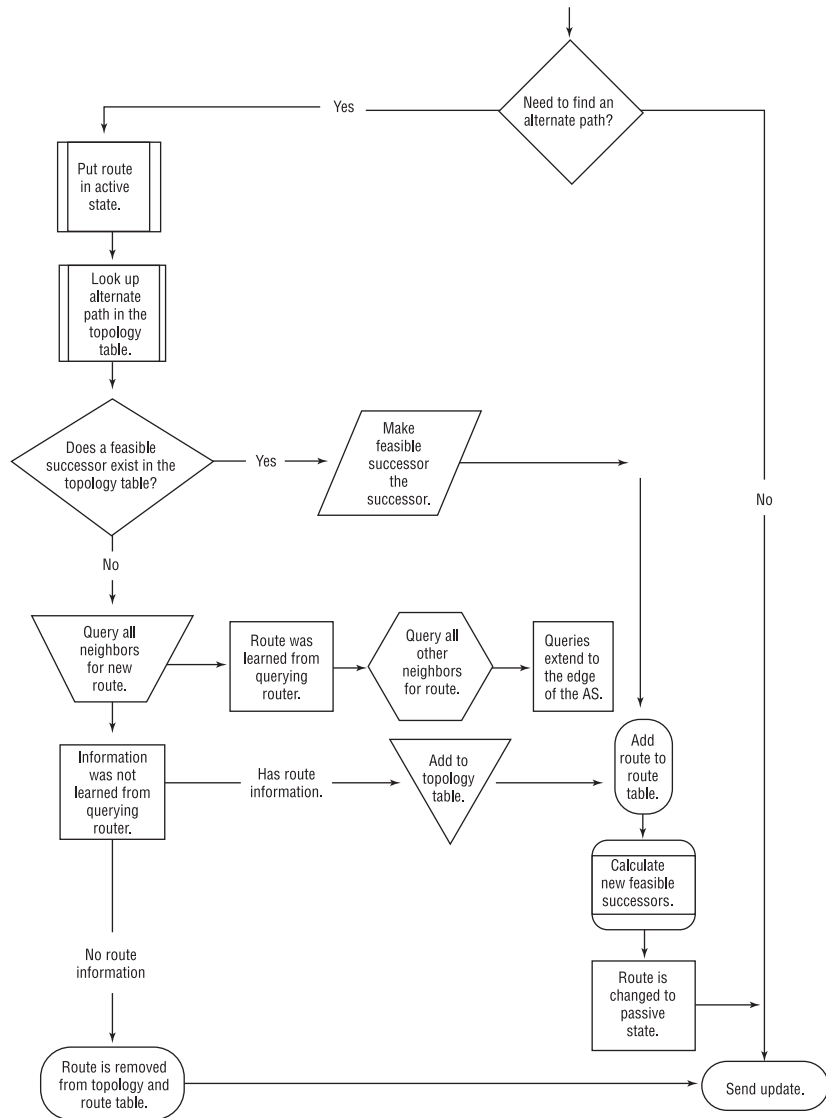 Need to find an
alternate path?
Yes
Put route
in active
state.
Look up
alternate
path in the
topology
table.
Does a feasible
successor exist in the
topology table?
Yes
Make
feasible
successor
the
successor.
No
No
Query all
neighbors
for new
route.
Route was
learned from
querying
router.
Query all
other
neighbors
for route.
Queries
extend to
the edge
of the AS.
Information
was not
learned from
querying
router.
Has route
information.
Add to
topology
table.
Add
route to
route
table.
Calculate
new feasible
successors.
No route
information
Route is
changed to
passive
state.
Route is removed
from topology and
route table.
Send update.